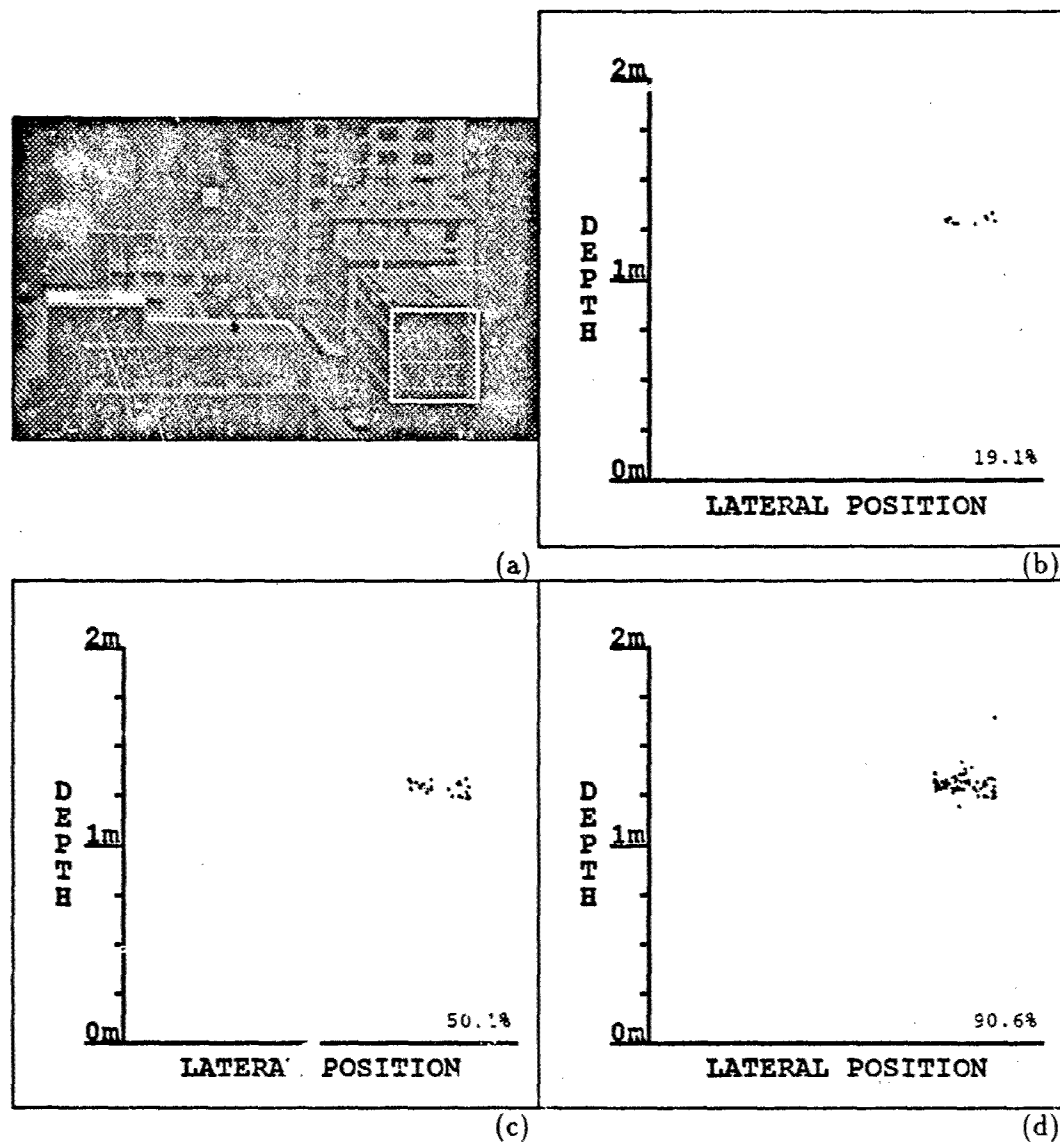 2m
DEPTH
1m
0m
19.1%
LATERAL POSITION
(a)
(b)
2m
DEPTH
1m
0m
50.1%
LATERA POSITION
(c)
2m
DEPTH
1m
0m
90.6%
LATERAL POSITION
(d)